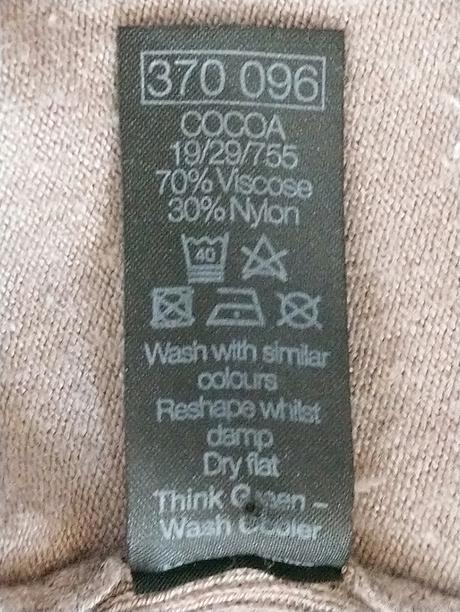 370 096
COCOA
19/29/755
70% Viscose
30% Nylon
40
Wash with similar
colours
Reshape whilst
damp
Dry flat
Think Green –
Wash Cooler